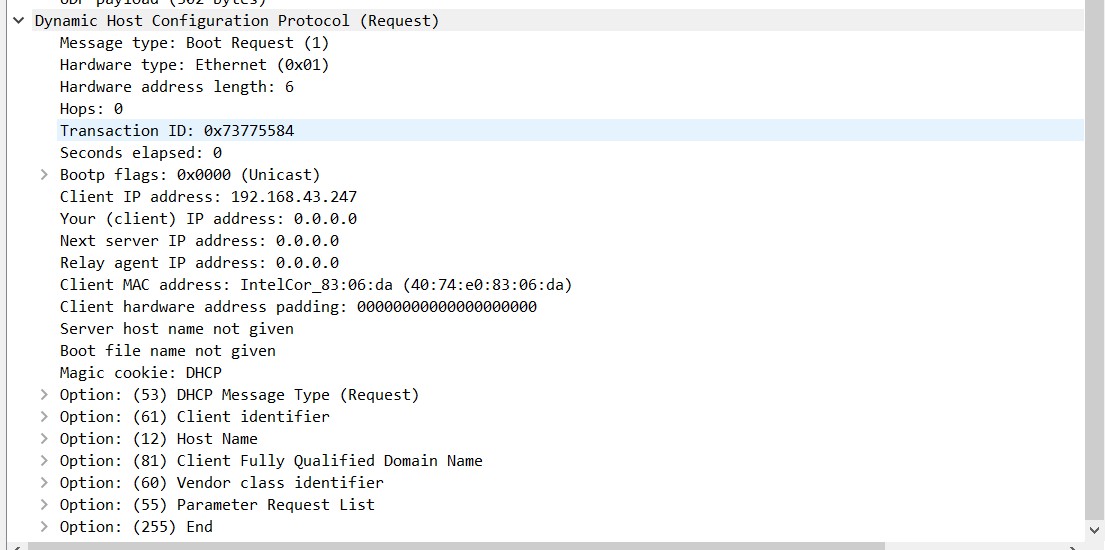 UDP payload (302 bytes)
Dynamic Host Configuration Protocol (Request)
Message type: Boot Request (1)
Hardware type: Ethernet (0x01)
Hardware address length: 6
Hops: 0
Transaction ID: 0x73775584
Seconds elapsed: 0
Bootp flags: 0x0000 (Unicast)
Client IP address: 192.168.43.247
Your (client) IP address: 0.0.0.0
Next server IP address: 0.0.0.0
Relay agent IP address: 0.0.0.0
Client MAC address: IntelCor_83:06:da (40:74:e0:83:06:da)
Client hardware address padding: 00000000000000000000
Server host name not given
Boot file name not given
Magic cookie: DHCP
Option: (53) DHCP Message Type (Request)
Option: (61) Client identifier
Option: (12) Host Name
Option: (81) Client Fully Qualified Domain Name
Option: (60) Vendor class identifier
Option: (55) Parameter Request List
Option: (255) End